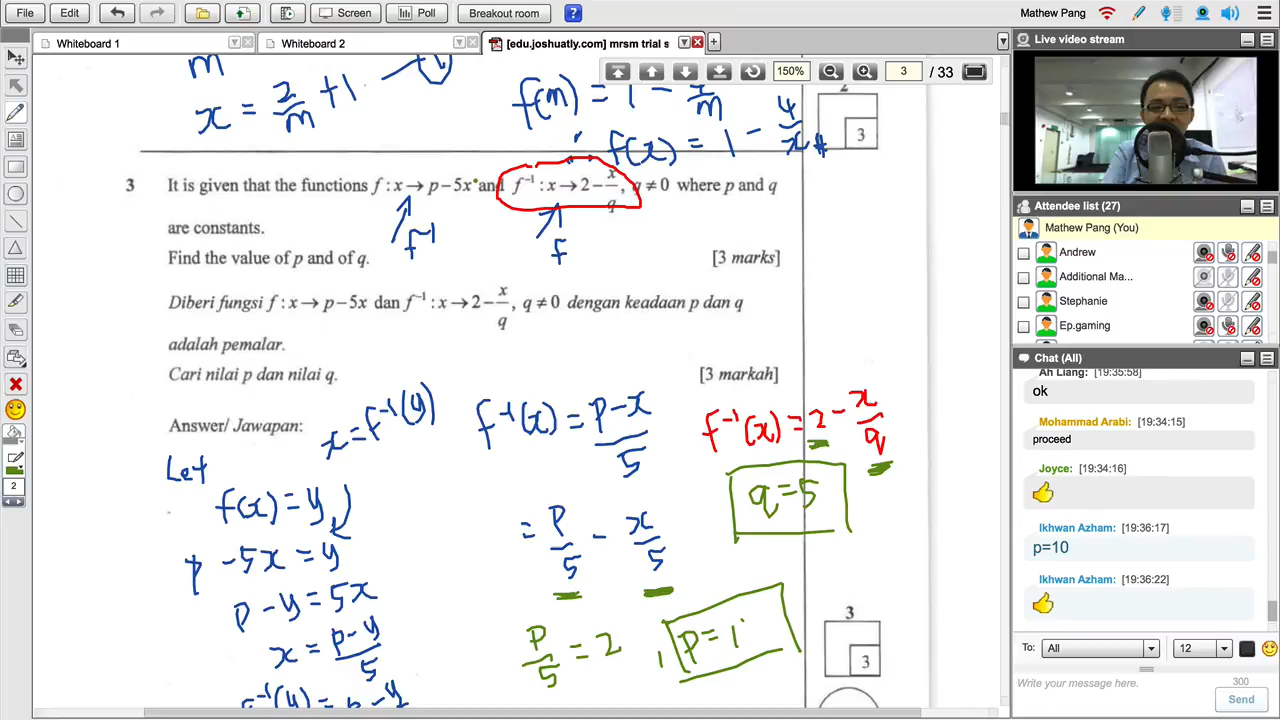 File
Edit
Screen
Poll
Breakout room
?
Mathew Pang
Whiteboard 1
Whiteboard 2
[edu.joshuatly.com] mrsm trial s
Live video stream
150%
3 / 33
m
x = 2/m + 1
f(m) = 1 -
f(x) = 1 - 4/x #
3
3 It is given that the functions f : x → p − 5x and f⁻¹ : x → 2 − x/q, q ≠ 0 where p and q
are constants.
f⁻¹
f
Find the value of p and of q. [3 marks]
Diberi fungsi f : x → p − 5x dan f⁻¹ : x → 2 − x/q, q ≠ 0 dengan keadaan p dan q
adalah pemalar.
Cari nilai p dan nilai q. [3 markah]
Answer/ Jawapan:
x = f⁻¹(y)
Let
f(x) = y
p - 5x = y
p - y = 5x
x = p-y/5
f⁻¹(x) = p-x/5
= p/5 - x/5
p/5 = 2, p = 1
f⁻¹(x) = 2 - x/q
q = 5
3
3
Attendee list (27)
Mathew Pang (You)
Andrew
Additional Ma...
Stephanie
Ep.gaming
Chat (All)
Ah Liang: [19:35:58]
ok
Mohammad Arabi: [19:34:15]
proceed
Joyce: [19:34:16]
Ikhwan Azham: [19:36:17]
p=10
Ikhwan Azham: [19:36:22]
To: All 12
Write your message here... 300
Send
2